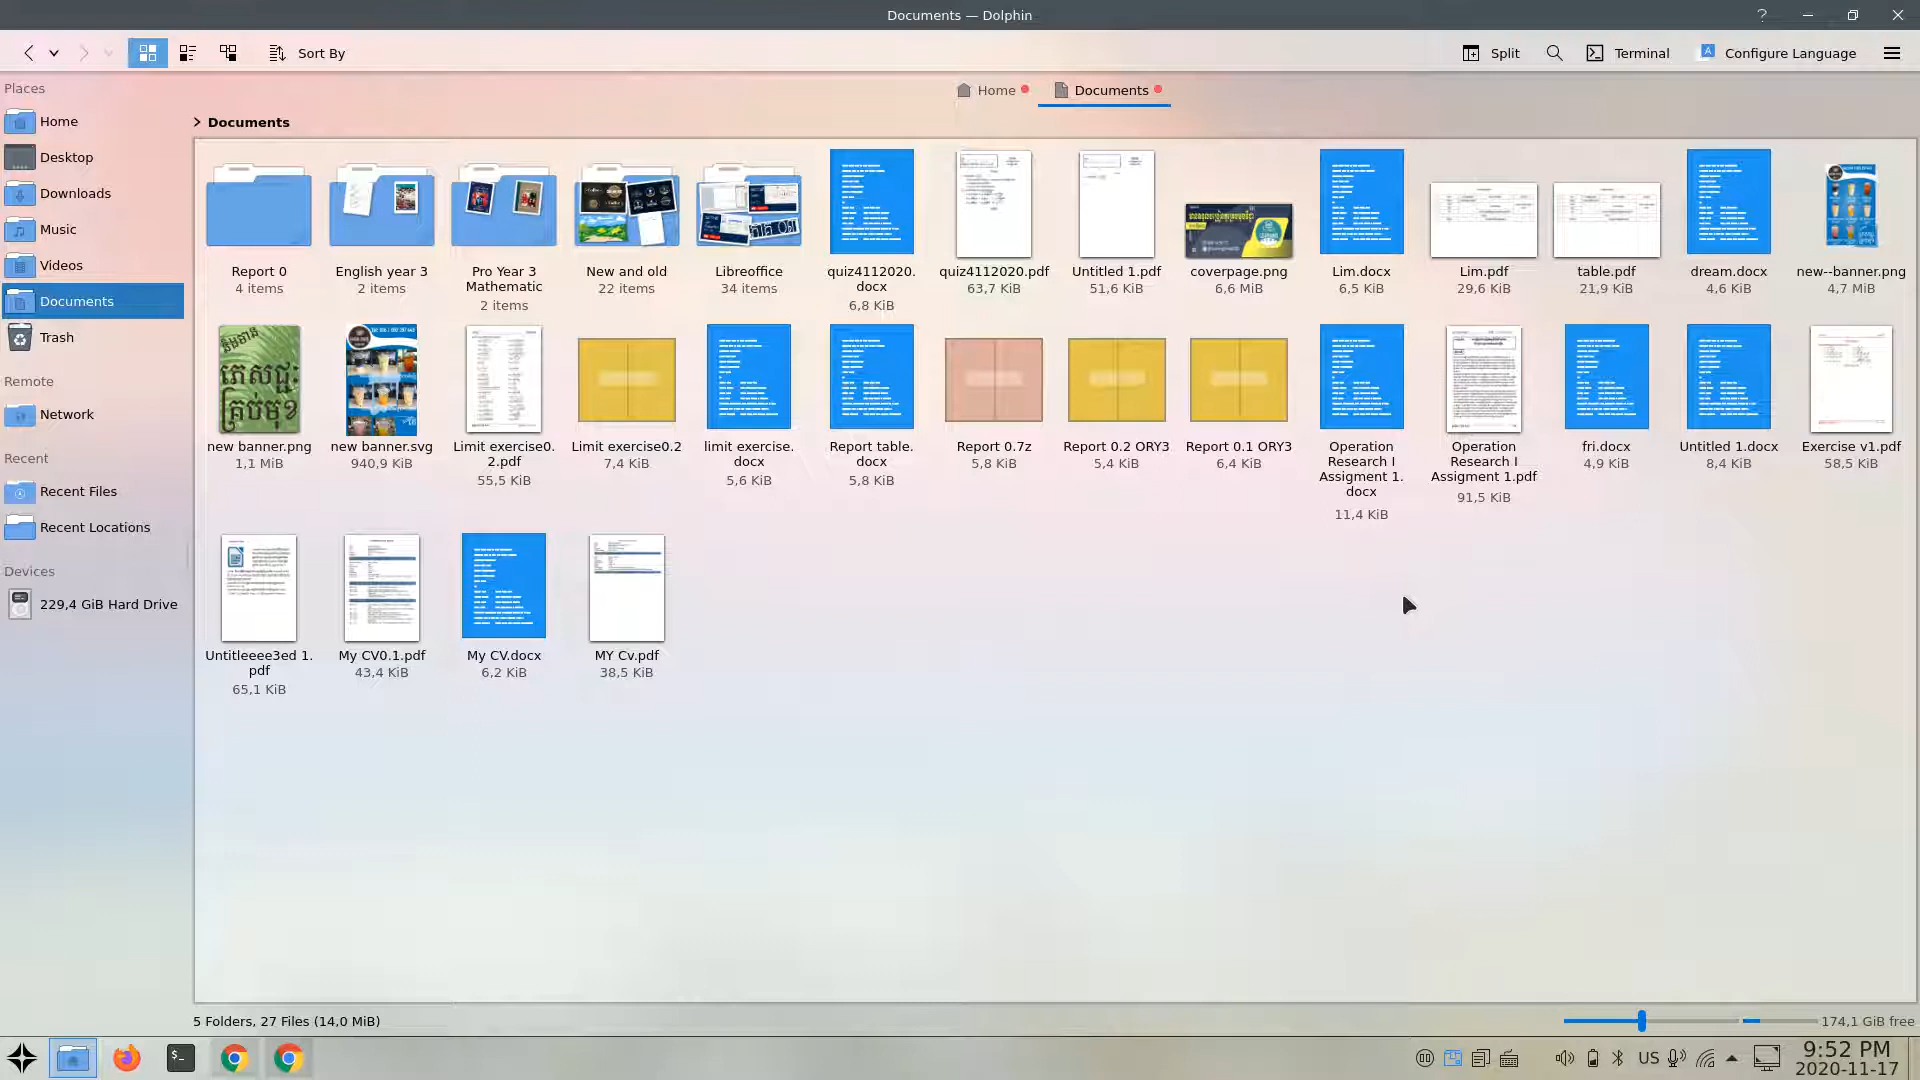 Documents — Dolphin
?
Sort By
Split
Terminal
A
Configure Language
Places
Home
Desktop
Downloads
Music
Videos
Documents
Trash
Remote
Network
Recent
Recent Files
Recent Locations
Devices
229,4 GiB Hard Drive
Home
Documents
Documents
Report 0
4 items
English year 3
2 items
Pro Year 3
Mathematic
2 items
New and old
22 items
Libreoffice
34 items
quiz4112020.
docx
6,8 KiB
quiz4112020.pdf
63,7 KiB
Untitled 1.pdf
51,6 KiB
coverpage.png
6,6 MiB
Lim.docx
6,5 KiB
Lim.pdf
29,6 KiB
table.pdf
21,9 KiB
dream.docx
4,6 KiB
new--banner.png
4,7 MiB
new banner.png
1,1 MiB
new banner.svg
940,9 KiB
Limit exercise0.
2.pdf
55,5 KiB
Limit exercise0.2
7,4 KiB
limit exercise.
docx
5,6 KiB
Report table.
docx
5,8 KiB
Report 0.7z
5,8 KiB
Report 0.2 ORY3
5,4 KiB
Report 0.1 ORY3
6,4 KiB
Operation
Research I
Assigment 1.
docx
11,4 KiB
Operation
Research I
Assigment 1.pdf
91,5 KiB
fri.docx
4,9 KiB
Untitled 1.docx
8,4 KiB
Exercise v1.pdf
58,5 KiB
Untitleeee3ed 1.
pdf
65,1 KiB
My CV0.1.pdf
43,4 KiB
My CV.docx
6,2 KiB
MY Cv.pdf
38,5 KiB
5 Folders, 27 Files (14,0 MiB)
174,1 GiB free
US
9:52 PM
2020-11-17